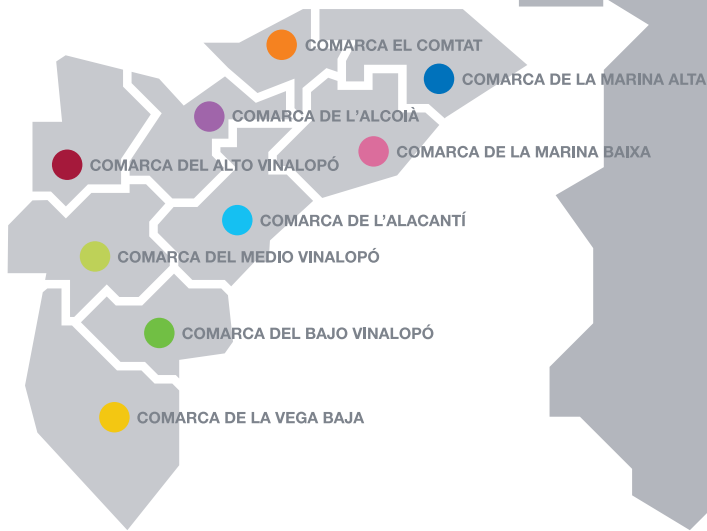 COMARCA EL COMTAT
COMARCA DE LA MARINA ALTA
COMARCA DE L'ALCOIÀ
COMARCA DE LA MARINA BAIXA
COMARCA DEL ALTO VINALOPÓ
COMARCA DE L'ALACANTÍ
COMARCA DEL MEDIO VINALOPÓ
COMARCA DEL BAJO VINALOPÓ
COMARCA DE LA VEGA BAJA